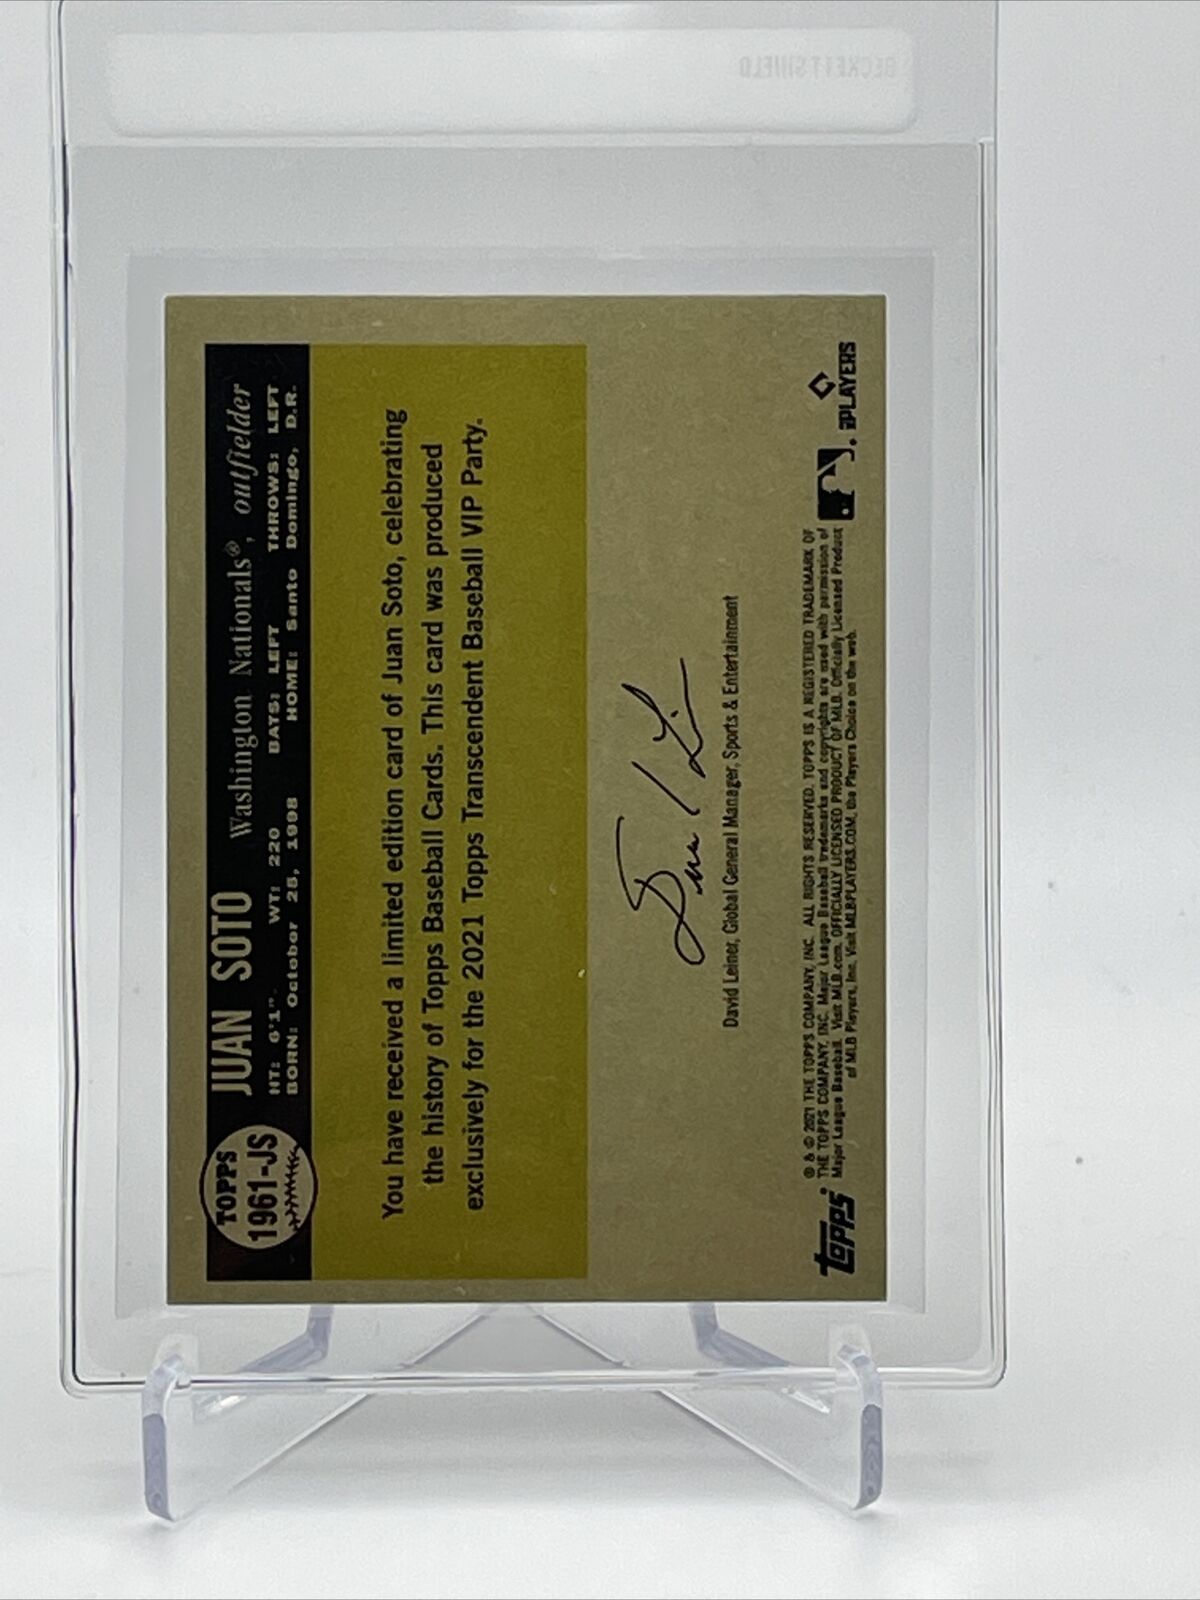 BECKETT SHIELD
TOPPS
1961-JS
JUAN SOTO Washington Nationals®, outfielder
HT: 6'1" WT: 220 BATS: LEFT THROWS: LEFT
BORN: October 25, 1998 HOME: Santo Domingo, D.R.
You have received a limited edition card of Juan Soto, celebrating
the history of Topps Baseball Cards. This card was produced
exclusively for the 2021 Topps Transcendent Baseball VIP Party.
David Leiner, Global General Manager, Sports & Entertainment
topps®
® & © 2021 THE TOPPS COMPANY, INC. ALL RIGHTS RESERVED. TOPPS IS A REGISTERED TRADEMARK OF
THE TOPPS COMPANY, INC. Major League Baseball trademarks and copyrights are used with permission of
Major League Baseball. Visit MLB.com. OFFICIALLY LICENSED PRODUCT OF MLB. Officially Licensed Product
of MLB Players, Inc. Visit MLBPLAYERS.COM, the Players Choice on the web.
PLAYERS